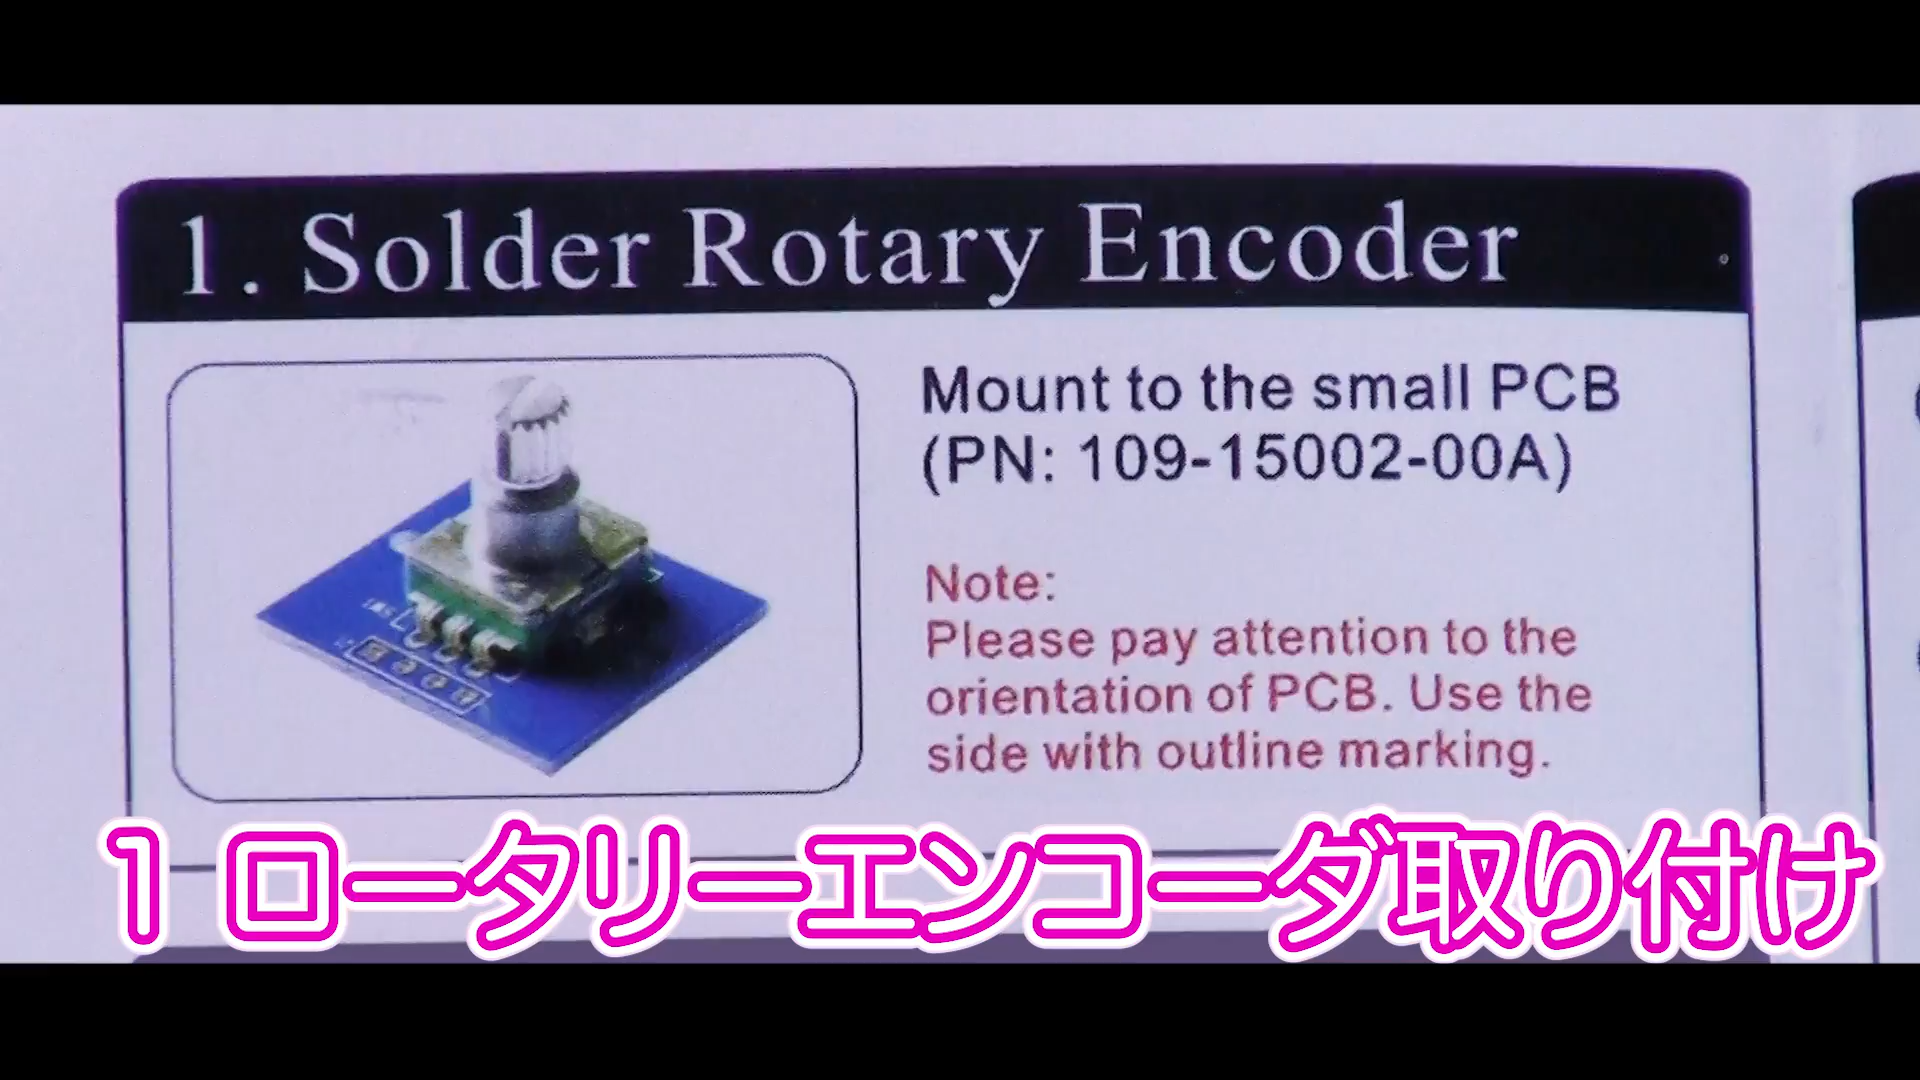 1. Solder Rotary Encoder
Mount to the small PCB
(PN: 109-15002-00A)
Note:
Please pay attention to the
orientation of PCB. Use the
side with outline marking.
1 ロータリーエンコーダ取り付け